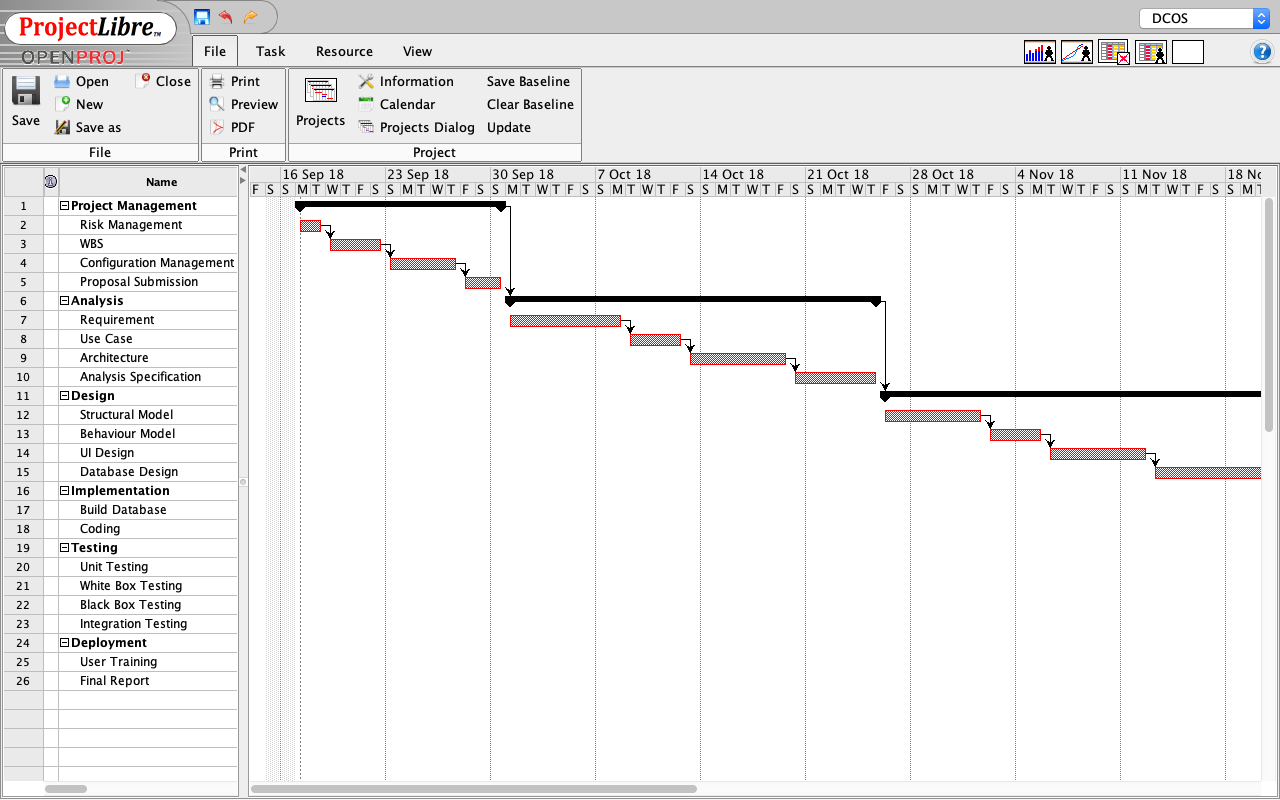 ProjectLibre™
OPENPROJ
DCOS
File Task Resource View
Save Open New Save as Close
File
Print Preview PDF
Print
Projects Information Calendar Projects Dialog Save Baseline Clear Baseline Update
Project
Name
16 Sep 18 23 Sep 18 30 Sep 18 7 Oct 18 14 Oct 18 21 Oct 18 28 Oct 18 4 Nov 18 11 Nov 18
F S S M T W T F S S M T W T F S S M T W T F S S M T W T F S S M T W T F S S M T W T F S S M T W T F S S M T W T F S S M T W T F S S M T
1 Project Management
2 Risk Management
3 WBS
4 Configuration Management
5 Proposal Submission
6 Analysis
7 Requirement
8 Use Case
9 Architecture
10 Analysis Specification
11 Design
12 Structural Model
13 Behaviour Model
14 UI Design
15 Database Design
16 Implementation
17 Build Database
18 Coding
19 Testing
20 Unit Testing
21 White Box Testing
22 Black Box Testing
23 Integration Testing
24 Deployment
25 User Training
26 Final Report